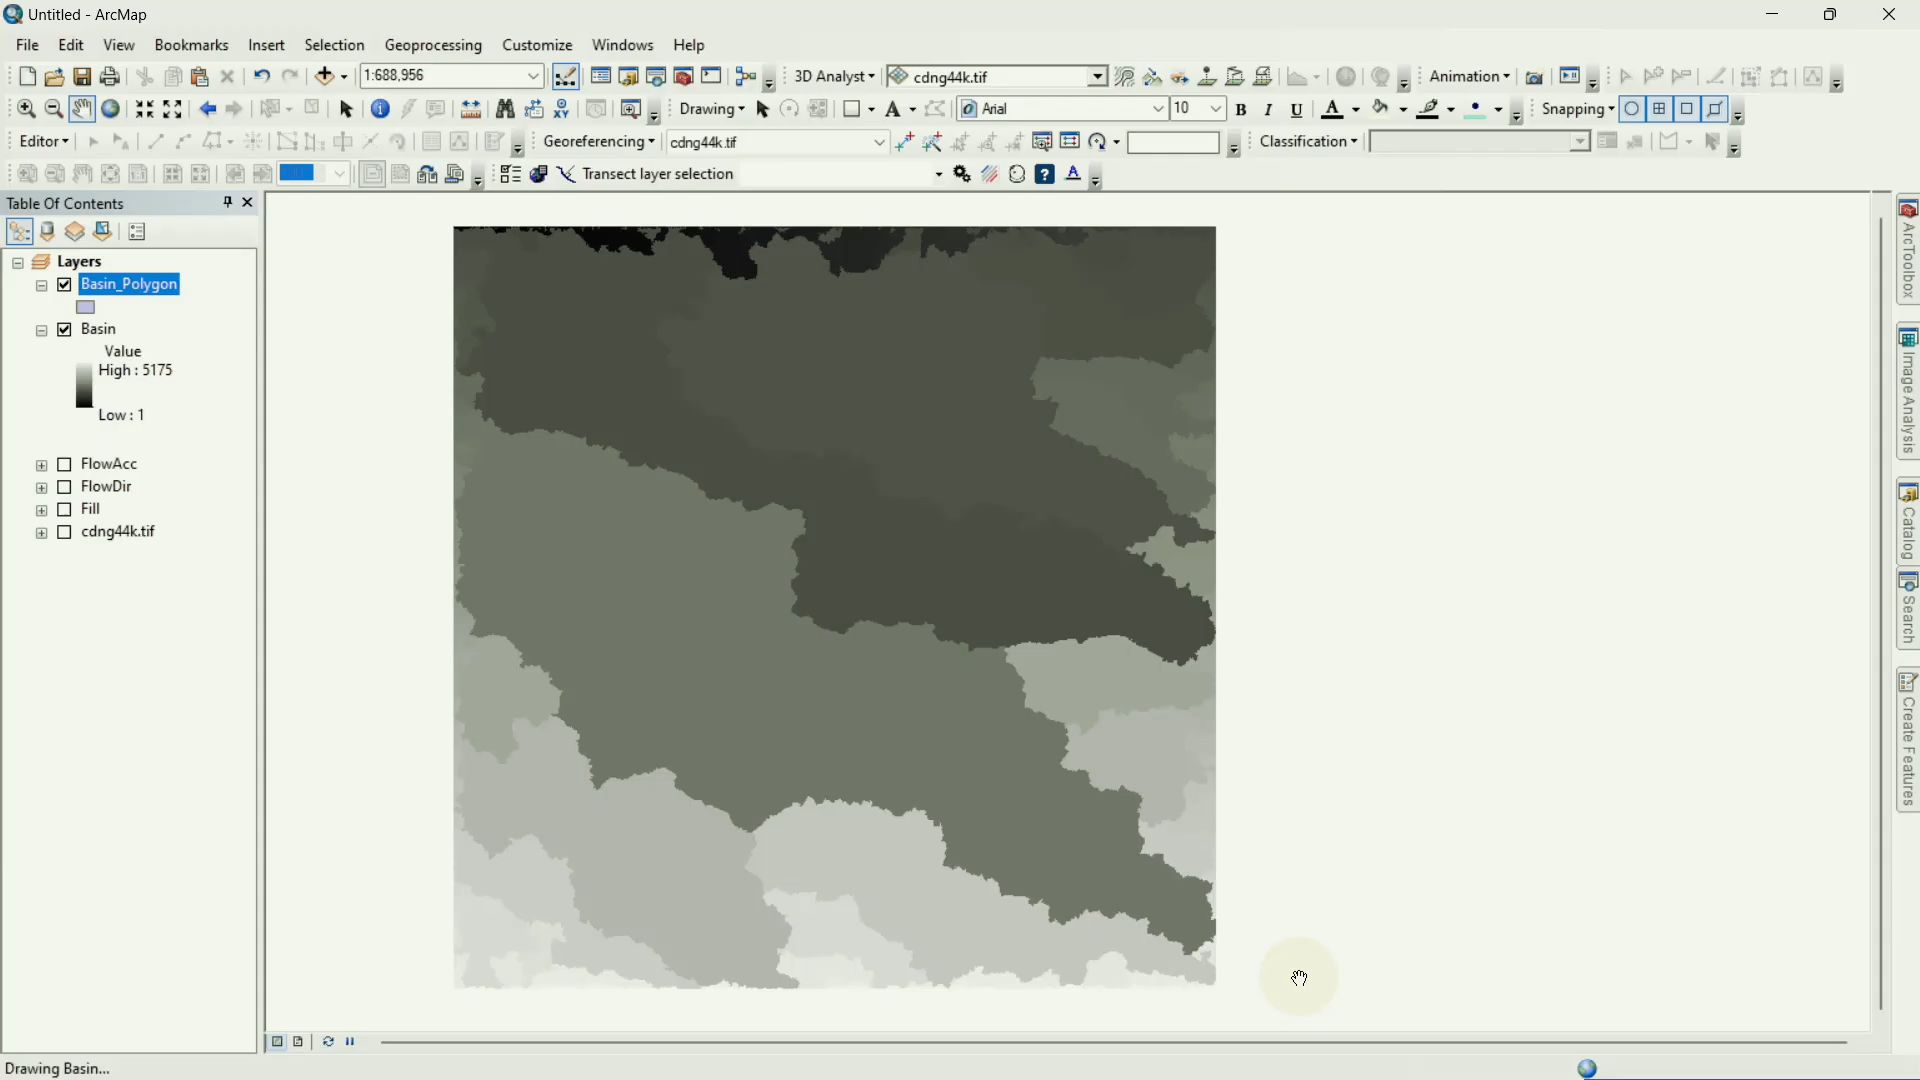 Untitled - ArcMap
File Edit View Bookmarks Insert Selection Geoprocessing Customize Windows Help
1:688,956 3D Analyst cdng44k.tif Animation
Drawing A Arial 10 B I U A Snapping
Editor Georeferencing cdng44k.tif Classification
Transect layer selection ? A
Table Of Contents
Layers
Basin_Polygon
Basin
Value
High : 5175
Low : 1
FlowAcc
FlowDir
Fill
cdng44k.tif
ArcToolbox
Image Analysis
Catalog
Search
Create Features
Drawing Basin...